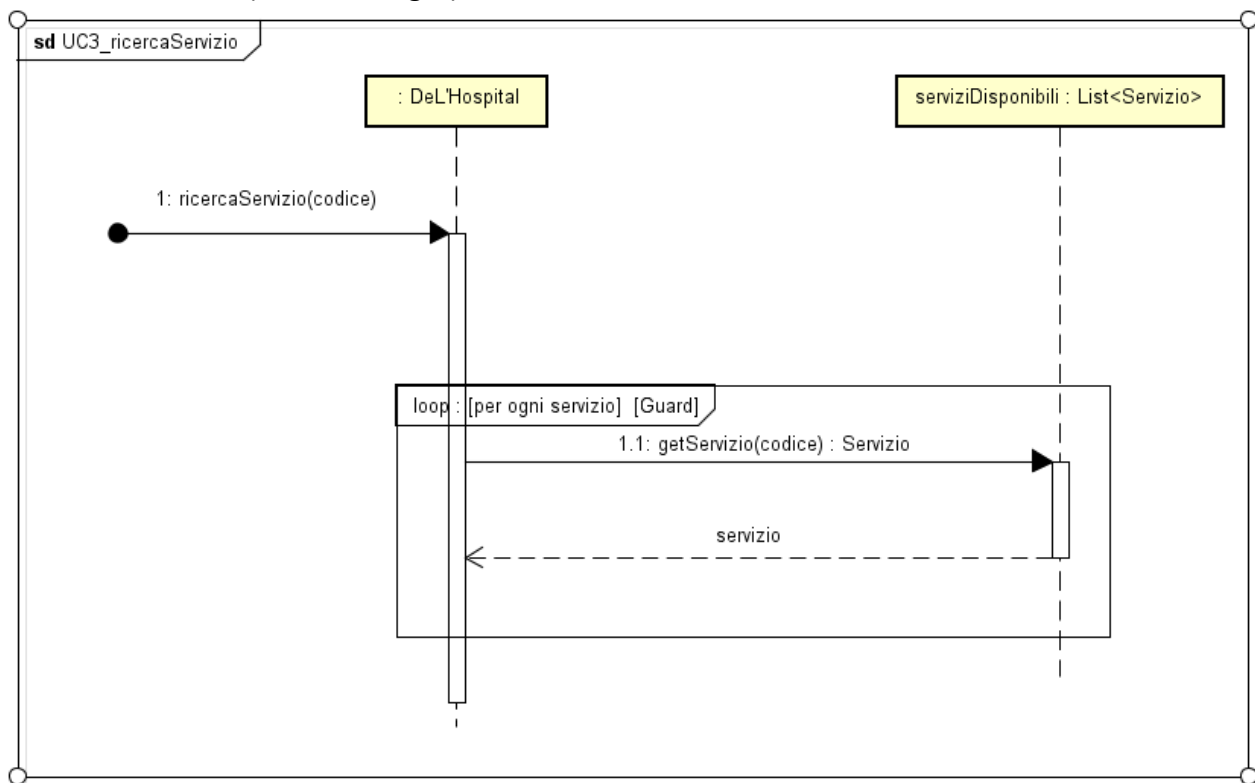 sd UC3_ricercaServizio
: DeL'Hospital
serviziDisponibili : List<Servizio>
1: ricercaServizio(codice)
loop : [per ogni servizio] [Guard]
1.1: getServizio(codice) : Servizio
servizio